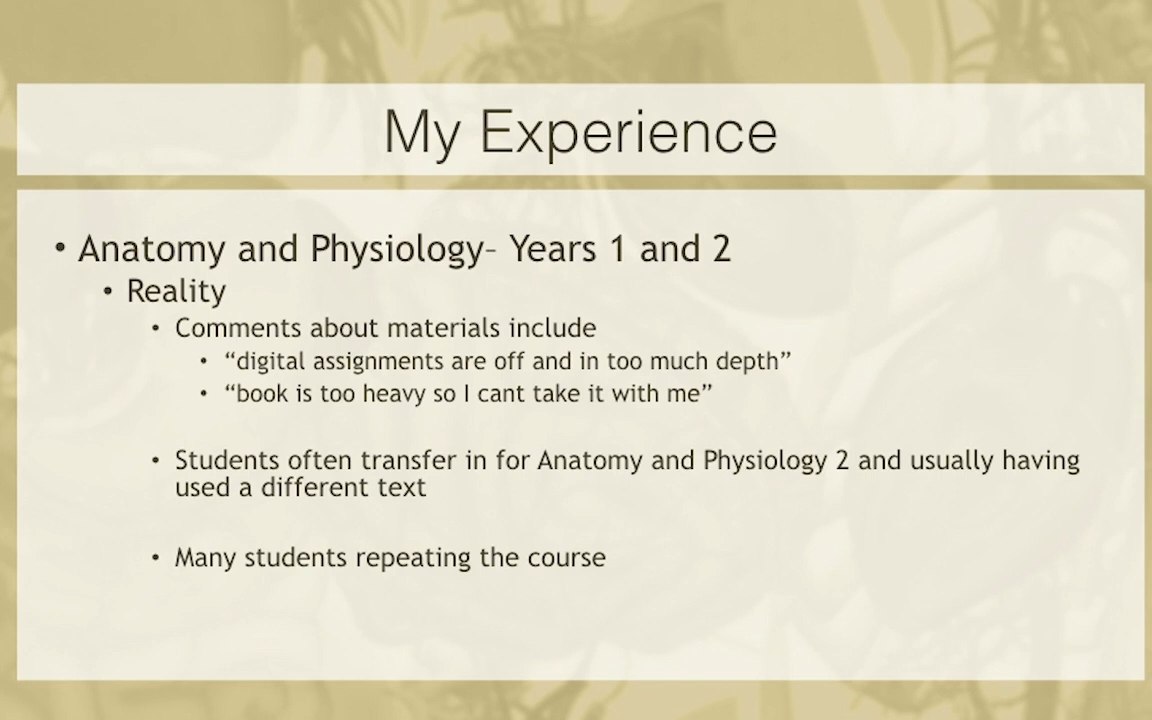 My Experience
• Anatomy and Physiology– Years 1 and 2
• Reality
• Comments about materials include
• “digital assignments are off and in too much depth”
• “book is too heavy so I cant take it with me”
• Students often transfer in for Anatomy and Physiology 2 and usually having
used a different text
• Many students repeating the course